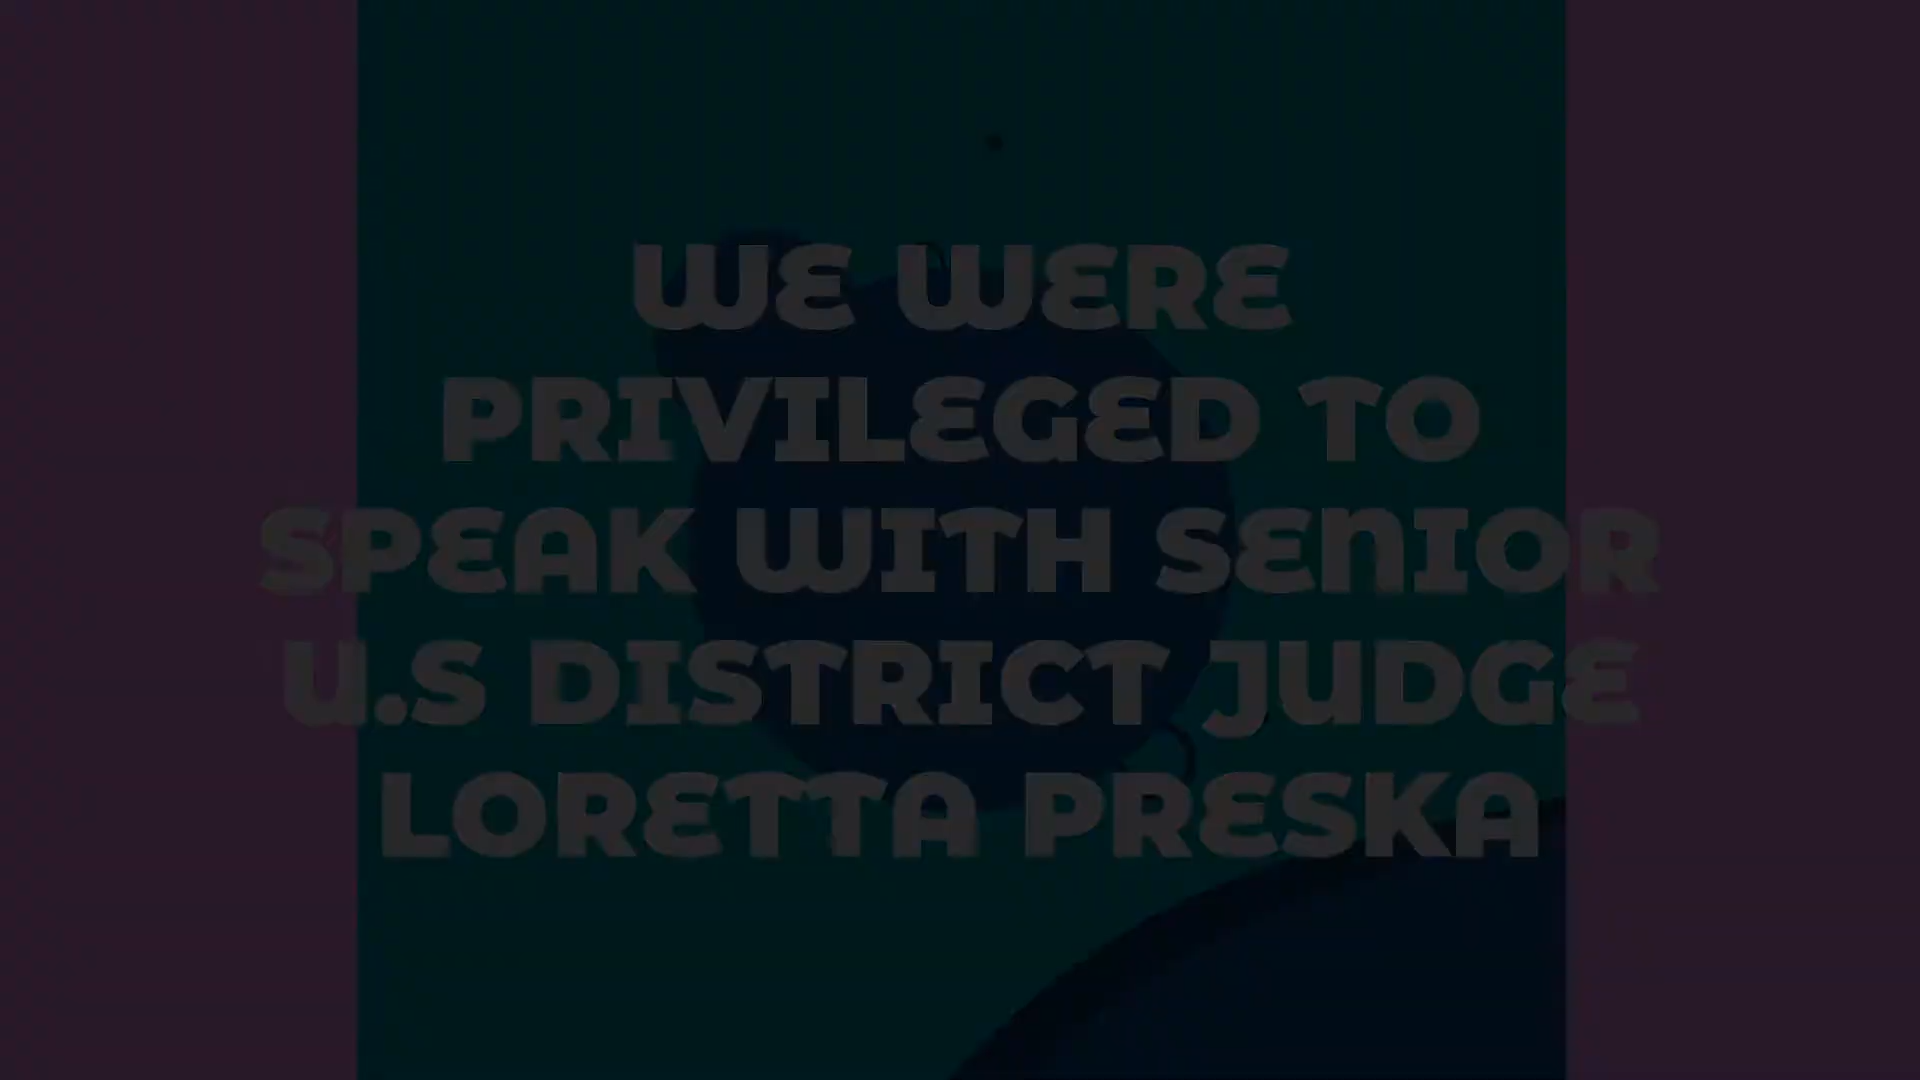 WE WERE
PRIVILEGED TO
SPEAK WITH SENIOR
U.S DISTRICT JUDGE
LORETTA PRESKA